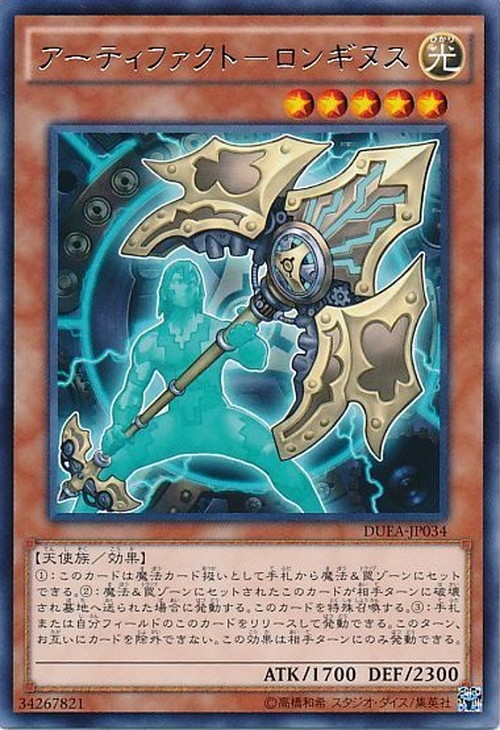 アーティファクト－ロンギヌス
光
DUEA-JP034
【天使族／効果】
①：このカードは魔法カード扱いとして手札から魔法＆罠ゾーンにセット
できる。②：魔法＆罠ゾーンにセットされたこのカードが相手ターンに破壊
され墓地へ送られた場合に発動する。このカードを特殊召喚する。③：手札
または自分フィールドのこのカードをリリースして発動できる。このターン、
お互いにカードを除外できない。この効果は相手ターンにのみ発動できる。
ATK/1700 DEF/2300
34267821
©高橋和希 スタジオ・ダイス/集英社